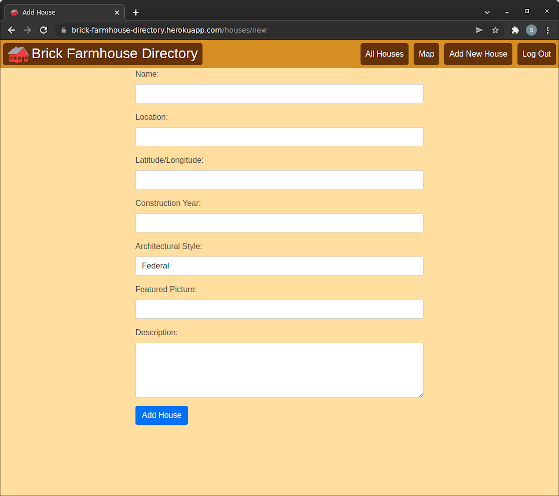 Add House
brick-farmhouse-directory.herokuapp.com/houses/new
S
Brick Farmhouse Directory
All Houses
Map
Add New House
Log Out
Name:
Location:
Latitude/Longitude:
Construction Year:
Architectural Style:
Federal
Featured Picture:
Description:
Add House